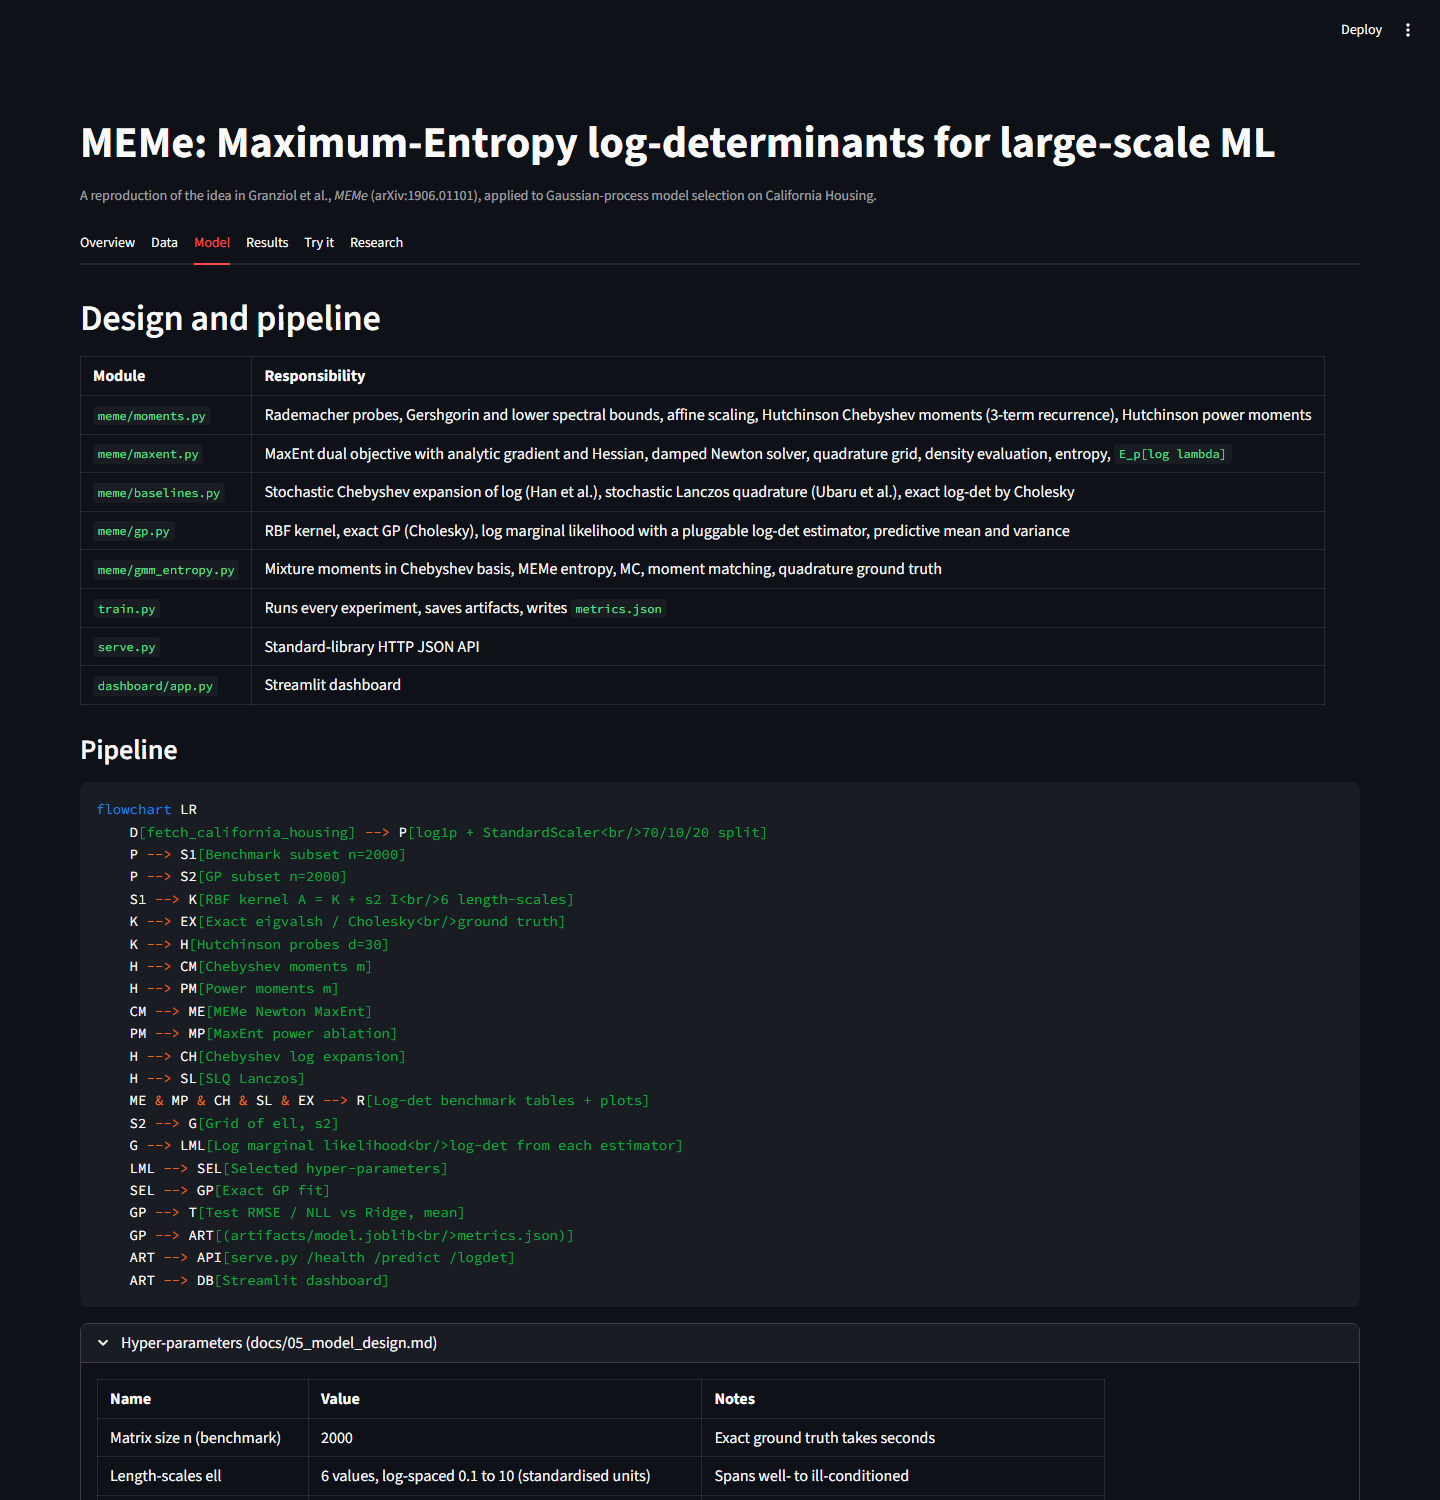 Deploy
MEMe: Maximum-Entropy log-determinants for large-scale ML
A reproduction of the idea in Granziol et al., MEMe (arXiv:1906.01101), applied to Gaussian-process model selection on California Housing.
Overview Data Model Results Try it Research
Design and pipeline
Module Responsibility
meme/moments.py Rademacher probes, Gershgorin and lower spectral bounds, affine scaling, Hutchinson Chebyshev moments (3-term recurrence), Hutchinson power moments
meme/maxent.py MaxEnt dual objective with analytic gradient and Hessian, damped Newton solver, quadrature grid, density evaluation, entropy, E_p[log lambda]
meme/baselines.py Stochastic Chebyshev expansion of log (Han et al.), stochastic Lanczos quadrature (Ubaru et al.), exact log-det by Cholesky
meme/gp.py RBF kernel, exact GP (Cholesky), log marginal likelihood with a pluggable log-det estimator, predictive mean and variance
meme/gmm_entropy.py Mixture moments in Chebyshev basis, MEMe entropy, MC, moment matching, quadrature ground truth
train.py Runs every experiment, saves artifacts, writes metrics.json
serve.py Standard-library HTTP JSON API
dashboard/app.py Streamlit dashboard
Pipeline
flowchart LR
D[fetch_california_housing] --> P[log1p + StandardScaler<br/>70/10/20 split]
P --> S1[Benchmark subset n=2000]
P --> S2[GP subset n=2000]
S1 --> K[RBF kernel A = K + s2 I<br/>6 length-scales]
K --> EX[Exact eigvalsh / Cholesky<br/>ground truth]
K --> H[Hutchinson probes d=30]
H --> CM[Chebyshev moments m]
H --> PM[Power moments m]
CM --> ME[MEMe Newton MaxEnt]
PM --> MP[MaxEnt power ablation]
H --> CH[Chebyshev log expansion]
H --> SL[SLQ Lanczos]
ME & MP & CH & SL & EX --> R[Log-det benchmark tables + plots]
S2 --> G[Grid of ell, s2]
G --> LML[Log marginal likelihood<br/>log-det from each estimator]
LML --> SEL[Selected hyper-parameters]
SEL --> GP[Exact GP fit]
GP --> T[Test RMSE / NLL vs Ridge, mean]
GP --> ART[(artifacts/model.joblib<br/>metrics.json)]
ART --> API[serve.py /health /predict /logdet]
ART --> DB[Streamlit dashboard]
Hyper-parameters (docs/05_model_design.md)
Name Value Notes
Matrix size n (benchmark) 2000 Exact ground truth takes seconds
Length-scales ell 6 values, log-spaced 0.1 to 10 (standardised units) Spans well- to ill-conditioned